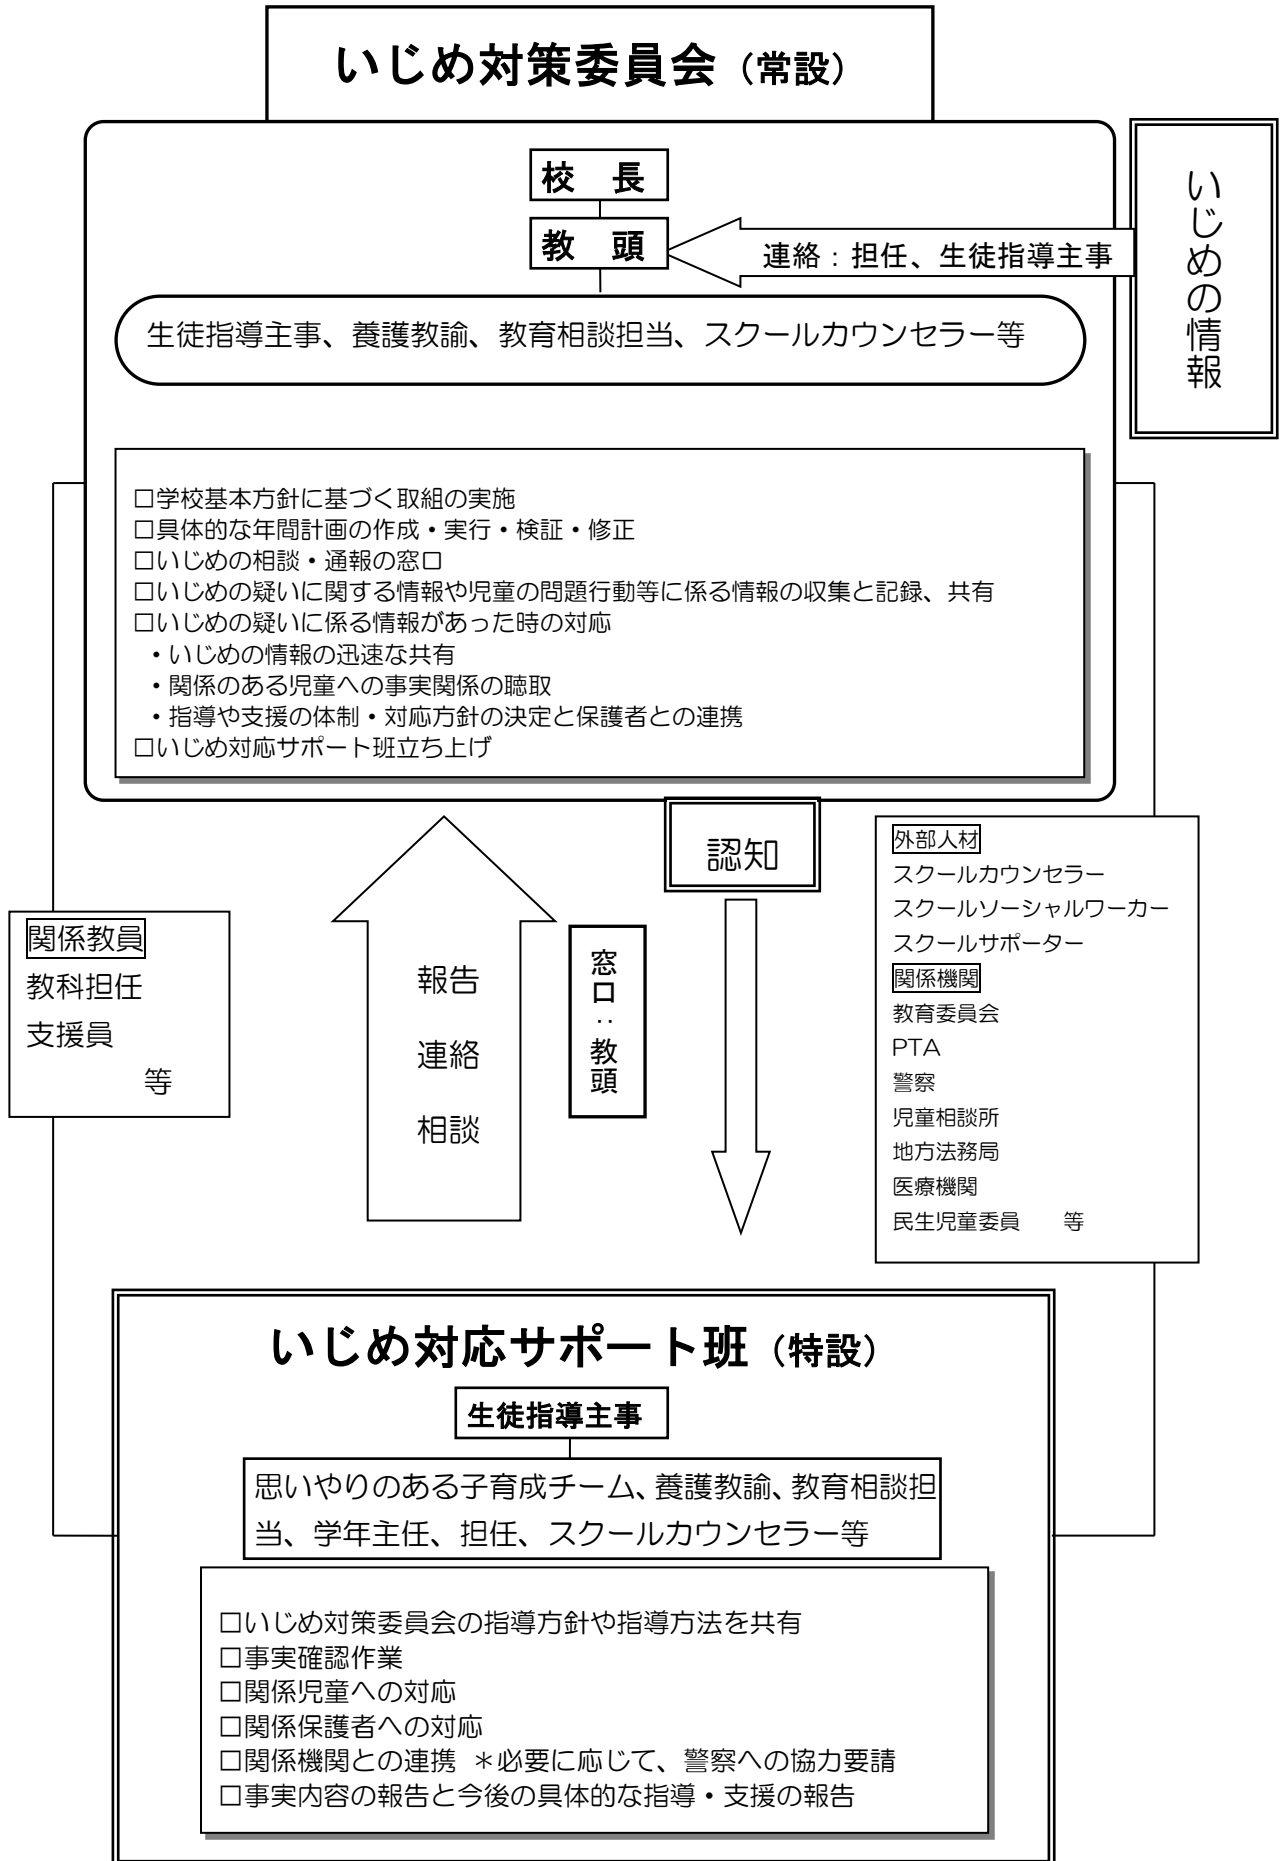 いじめ対策委員会（常設）
校　長
教　頭
連絡：担任、生徒指導主事
いじめの情報
生徒指導主事、養護教諭、教育相談担当、スクールカウンセラー等
□学校基本方針に基づく取組の実施
□具体的な年間計画の作成・実行・検証・修正
□いじめの相談・通報の窓口
□いじめの疑いに関する情報や児童の問題行動等に係る情報の収集と記録、共有
□いじめの疑いに係る情報があった時の対応
・いじめの情報の迅速な共有
・関係のある児童への事実関係の聴取
・指導や支援の体制・対応方針の決定と保護者との連携
□いじめ対応サポート班立ち上げ
認知
関係教員
教科担任
支援員
等
報告
連絡
相談
窓口：教頭
外部人材
スクールカウンセラー
スクールソーシャルワーカー
スクールサポーター
関係機関
教育委員会
PTA
警察
児童相談所
地方法務局
医療機関
民生児童委員　　等
いじめ対応サポート班（特設）
生徒指導主事
思いやりのある子育成チーム、養護教諭、教育相談担
当、学年主任、担任、スクールカウンセラー等
□いじめ対策委員会の指導方針や指導方法を共有
□事実確認作業
□関係児童への対応
□関係保護者への対応
□関係機関との連携　＊必要に応じて、警察への協力要請
□事実内容の報告と今後の具体的な指導・支援の報告